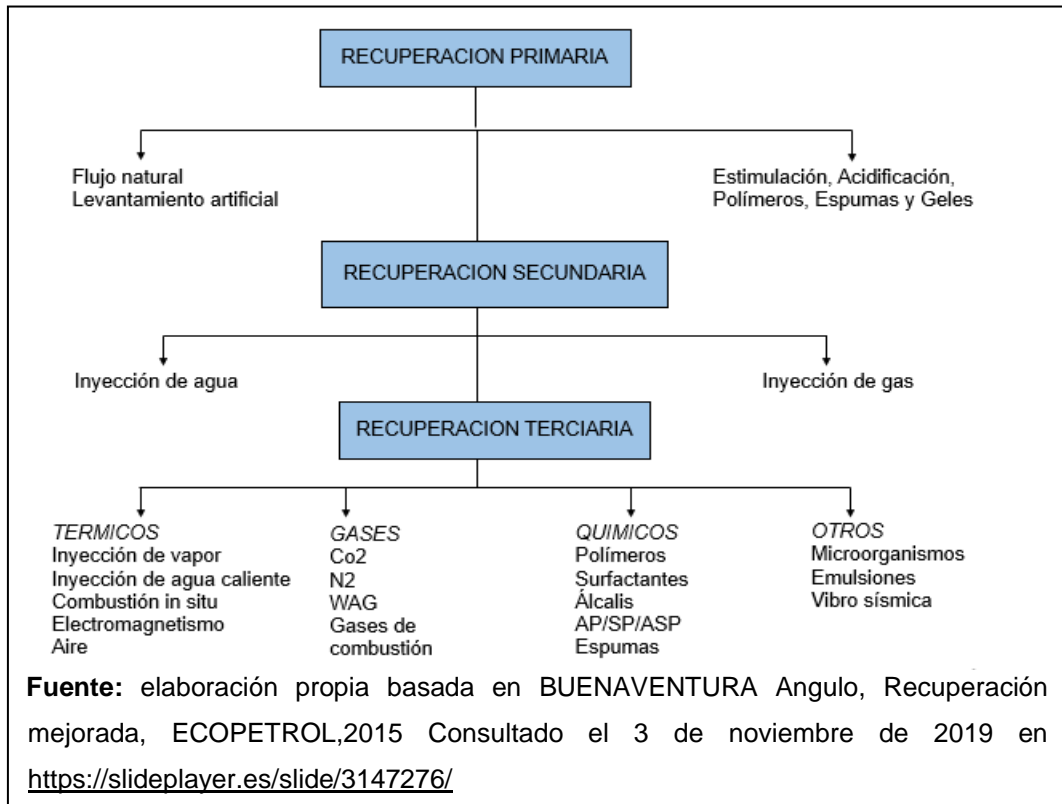 RECUPERACION PRIMARIA
Flujo natural
Levantamiento artificial
Estimulación, Acidificación,
Polímeros, Espumas y Geles
RECUPERACION SECUNDARIA
Inyección de agua
Inyección de gas
RECUPERACION TERCIARIA
TERMICOS
Inyección de vapor
Inyección de agua caliente
Combustión in situ
Electromagnetismo
Aire
GASES
Co2
N2
WAG
Gases de
combustión
QUIMICOS
Polímeros
Surfactantes
Álcalis
AP/SP/ASP
Espumas
OTROS
Microorganismos
Emulsiones
Vibro sísmica
Fuente: elaboración propia basada en BUENAVENTURA Angulo, Recuperación
mejorada, ECOPETROL,2015 Consultado el 3 de noviembre de 2019 en
https://slideplayer.es/slide/3147276/